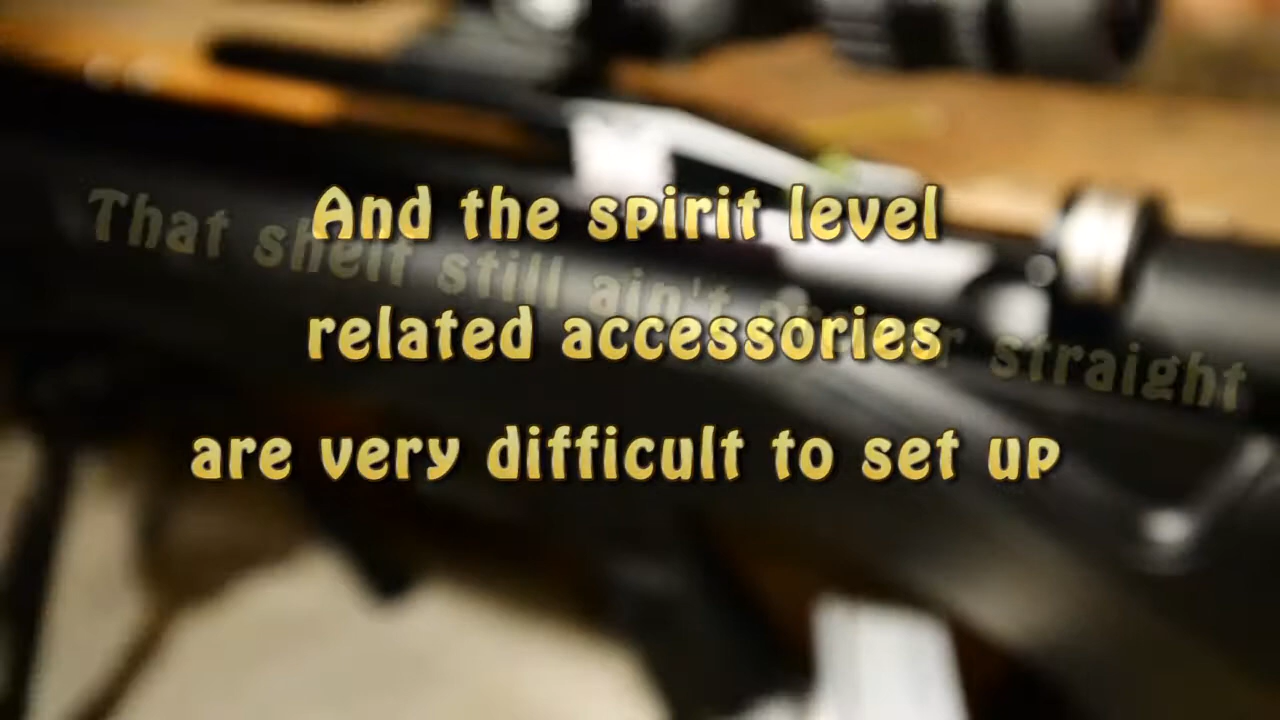 And the spirit level
That shelf still ain't straight
related accessories
are very difficult to set up